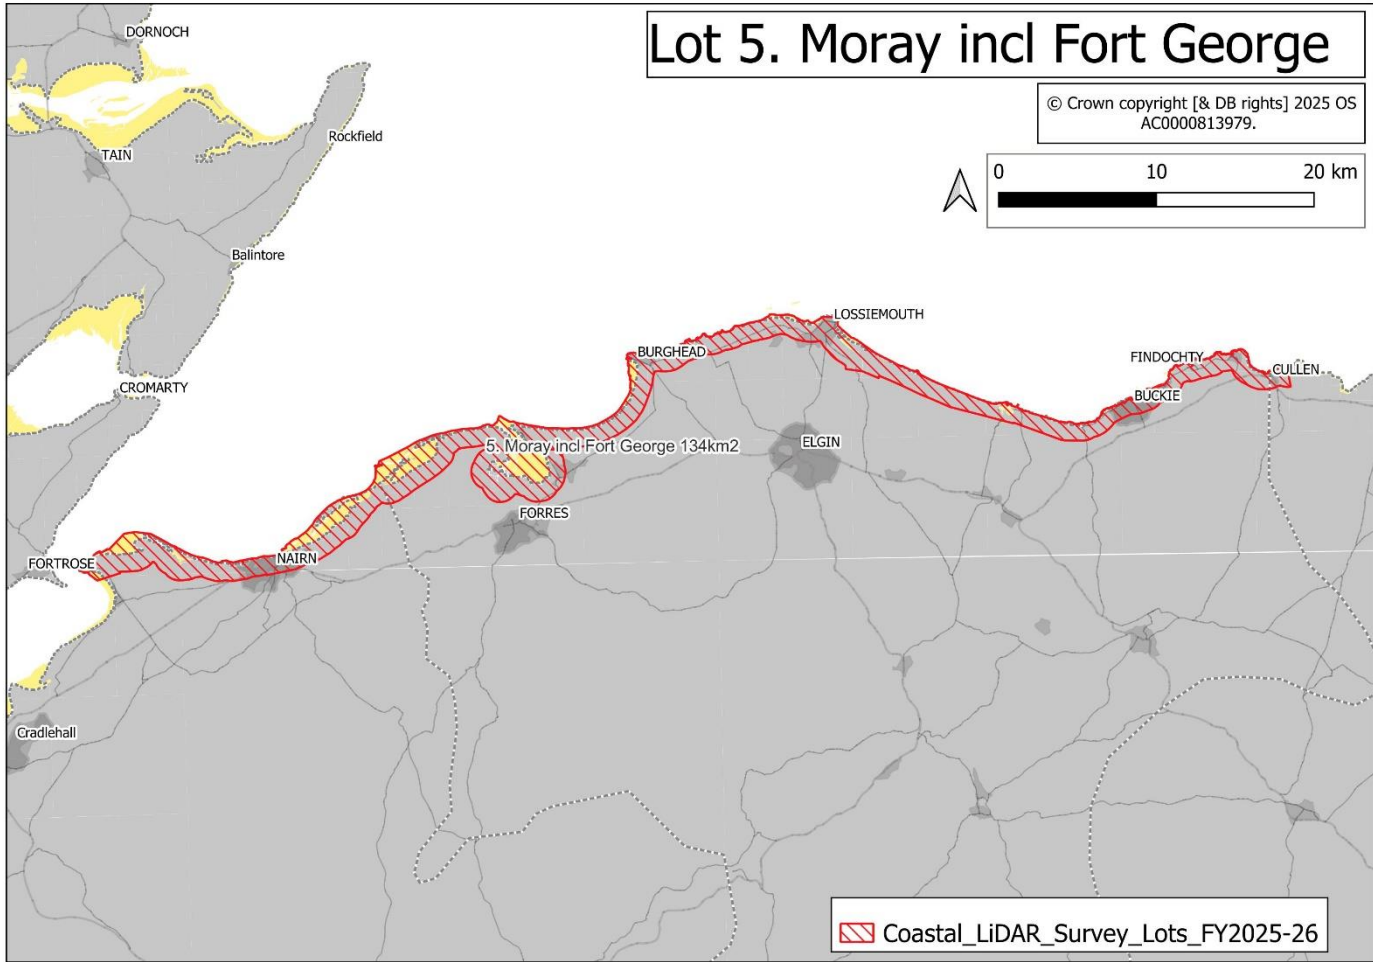 Lot 5. Moray incl Fort George
© Crown copyright [& DB rights] 2025 OS
AC0000813979.
0 10 20 km
DORNOCH
Rockfield
TAIN
Balintore
CROMARTY
LOSSIEMOUTH
BURGHEAD
FINDOCHTY
CULLEN
BUCKIE
ELGIN
5. Moray incl Fort George 134km2
FORRES
NAIRN
FORTROSE
Cradlehall
Coastal_LiDAR_Survey_Lots_FY2025-26